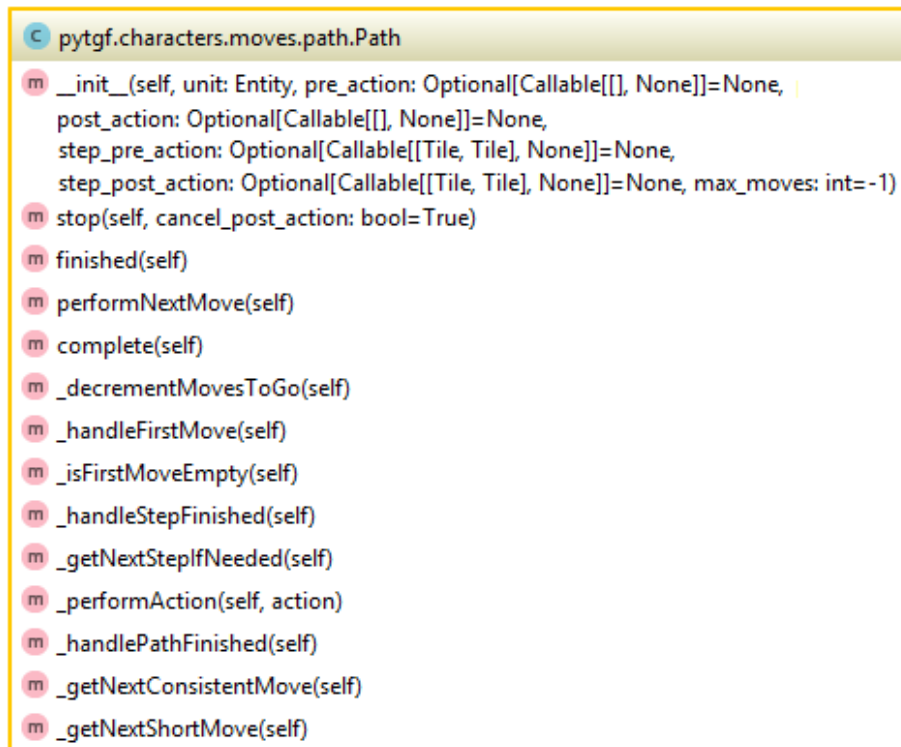 C pytgf.characters.moves.path.Path
m __init__(self, unit: Entity, pre_action: Optional[Callable[[], None]]=None,
post_action: Optional[Callable[[], None]]=None,
step_pre_action: Optional[Callable[[Tile, Tile], None]]=None,
step_post_action: Optional[Callable[[Tile, Tile], None]]=None, max_moves: int=-1)
m stop(self, cancel_post_action: bool=True)
m finished(self)
m performNextMove(self)
m complete(self)
m _decrementMovesToGo(self)
m _handleFirstMove(self)
m _isFirstMoveEmpty(self)
m _handleStepFinished(self)
m _getNextStepIfNeeded(self)
m _performAction(self, action)
m _handlePathFinished(self)
m _getNextConsistentMove(self)
m _getNextShortMove(self)